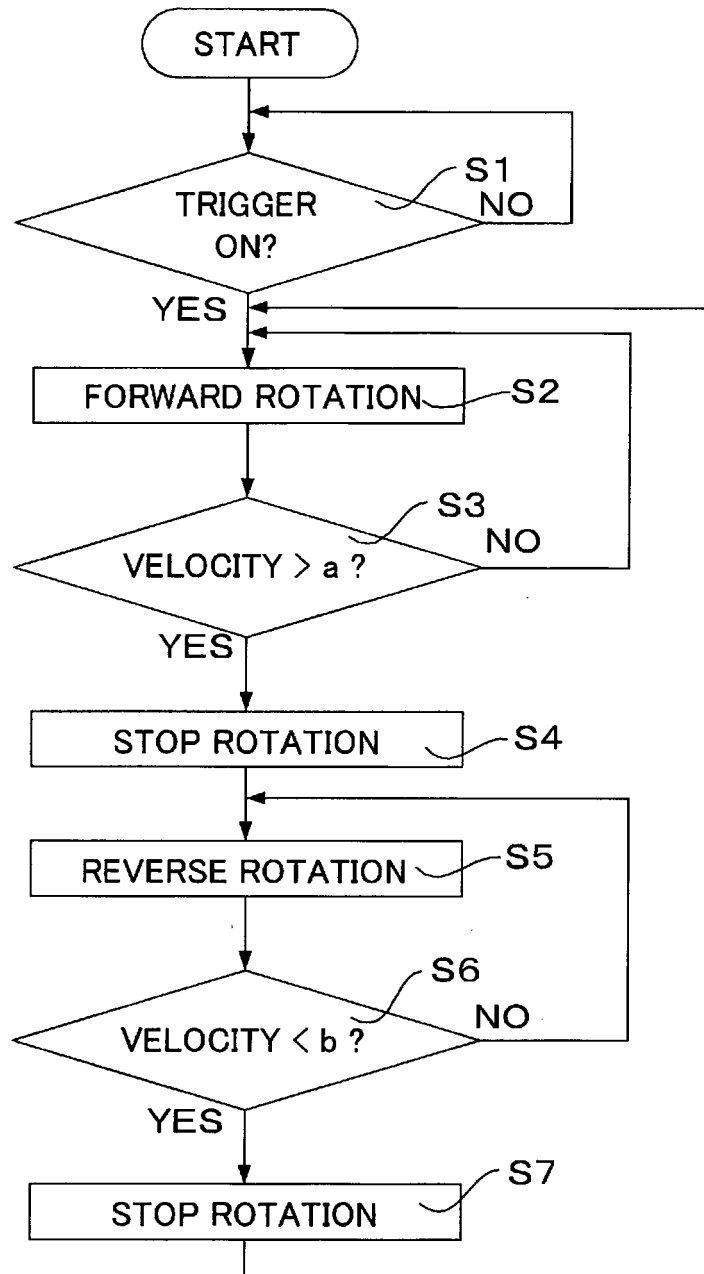 START
S1
TRIGGER
ON?
NO
YES
FORWARD ROTATION
S2
S3
VELOCITY > a ?
NO
YES
STOP ROTATION
S4
REVERSE ROTATION
S5
S6
VELOCITY < b ?
NO
YES
STOP ROTATION
S7